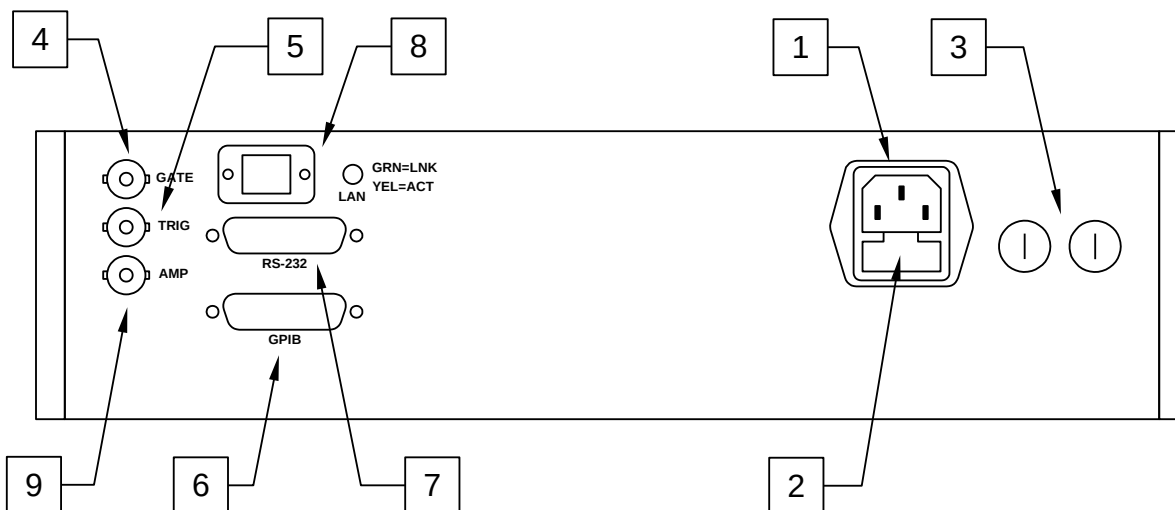 4
5
8
1
3
GATE
GRN=LNK
YEL=ACT
LAN
TRIG
RS-232
AMP
GPIB
9
6
7
2